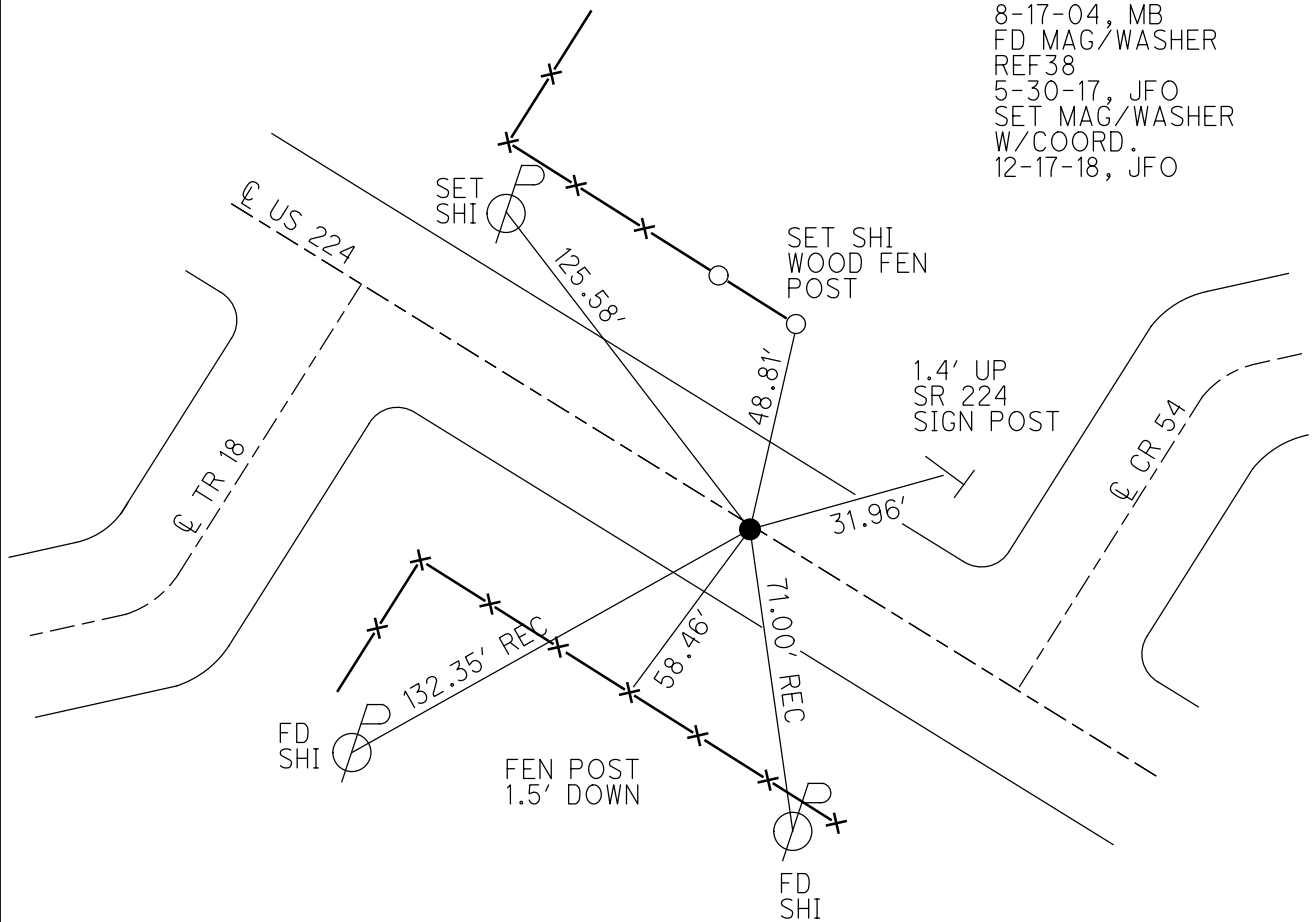 8-17-04, MB
FD MAG/WASHER
REF38
5-30-17, JFO
SET MAG/WASHER
W/COORD.
12-17-18, JFO
SET
SHI
℄ US 224
125.58'
SET SHI
WOOD FEN
POST
48.81'
1.4' UP
SR 224
SIGN POST
31.96'
℄ TR 18
℄ CR 54
132.35' REC
58.46'
71.00' REC
FD
SHI
FEN POST
1.5' DOWN
FD
SHI